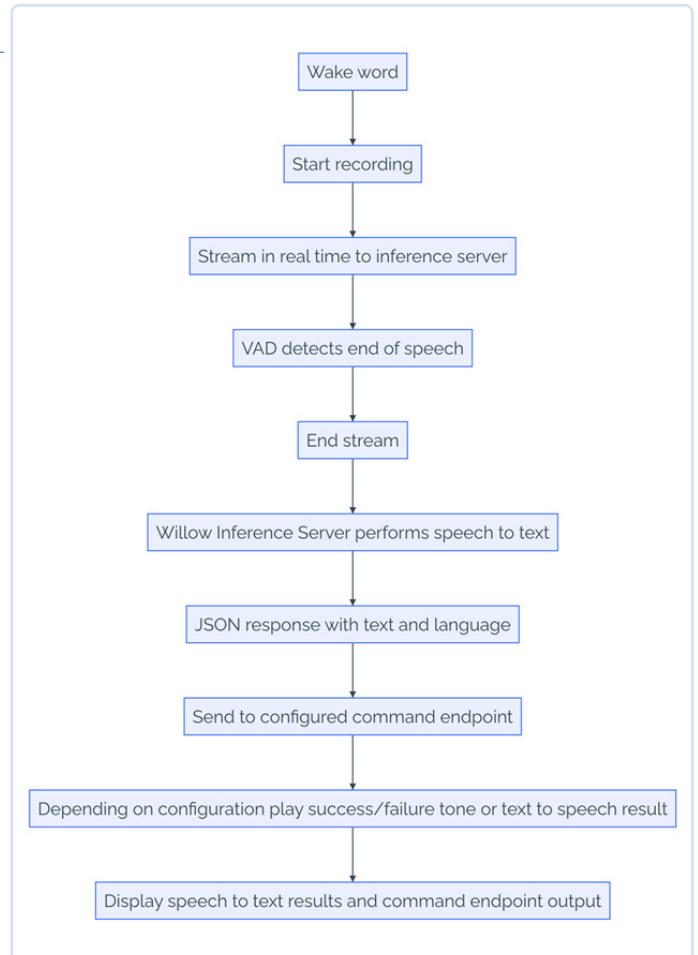 Wake word
Start recording
Stream in real time to inference server
VAD detects end of speech
End stream
Willow Inference Server performs speech to text
JSON response with text and language
Send to configured command endpoint
Depending on configuration play success/failure tone or text to speech result
Display speech to text results and command endpoint output